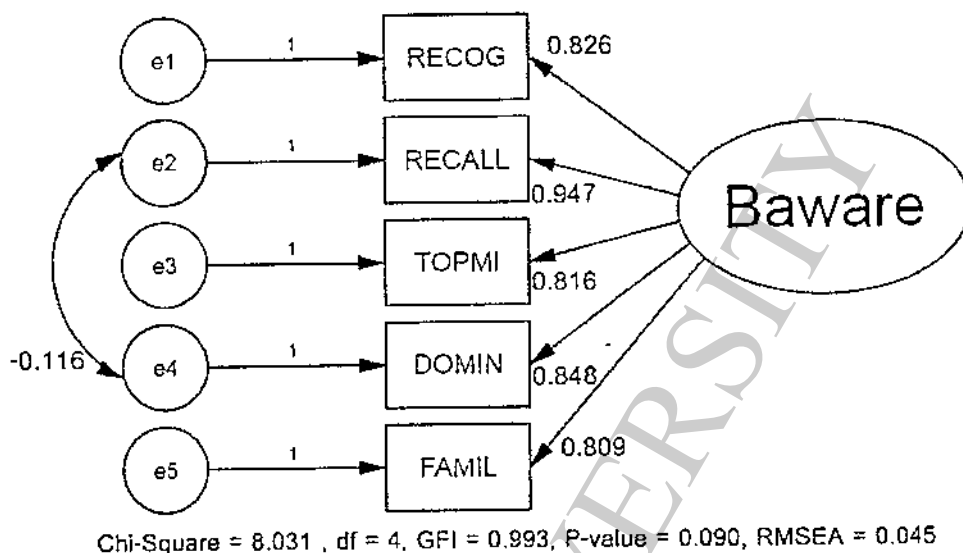 e1 1 RECOG 0.826
e2 1 RECALL 0.947
Baware
e3 1 TOPMI 0.816
-0.116 e4 1 DOMIN 0.848
e5 1 FAMIL 0.809
Chi-Square = 8.031 , df = 4, GFI = 0.993, P-value = 0.090, RMSEA = 0.045